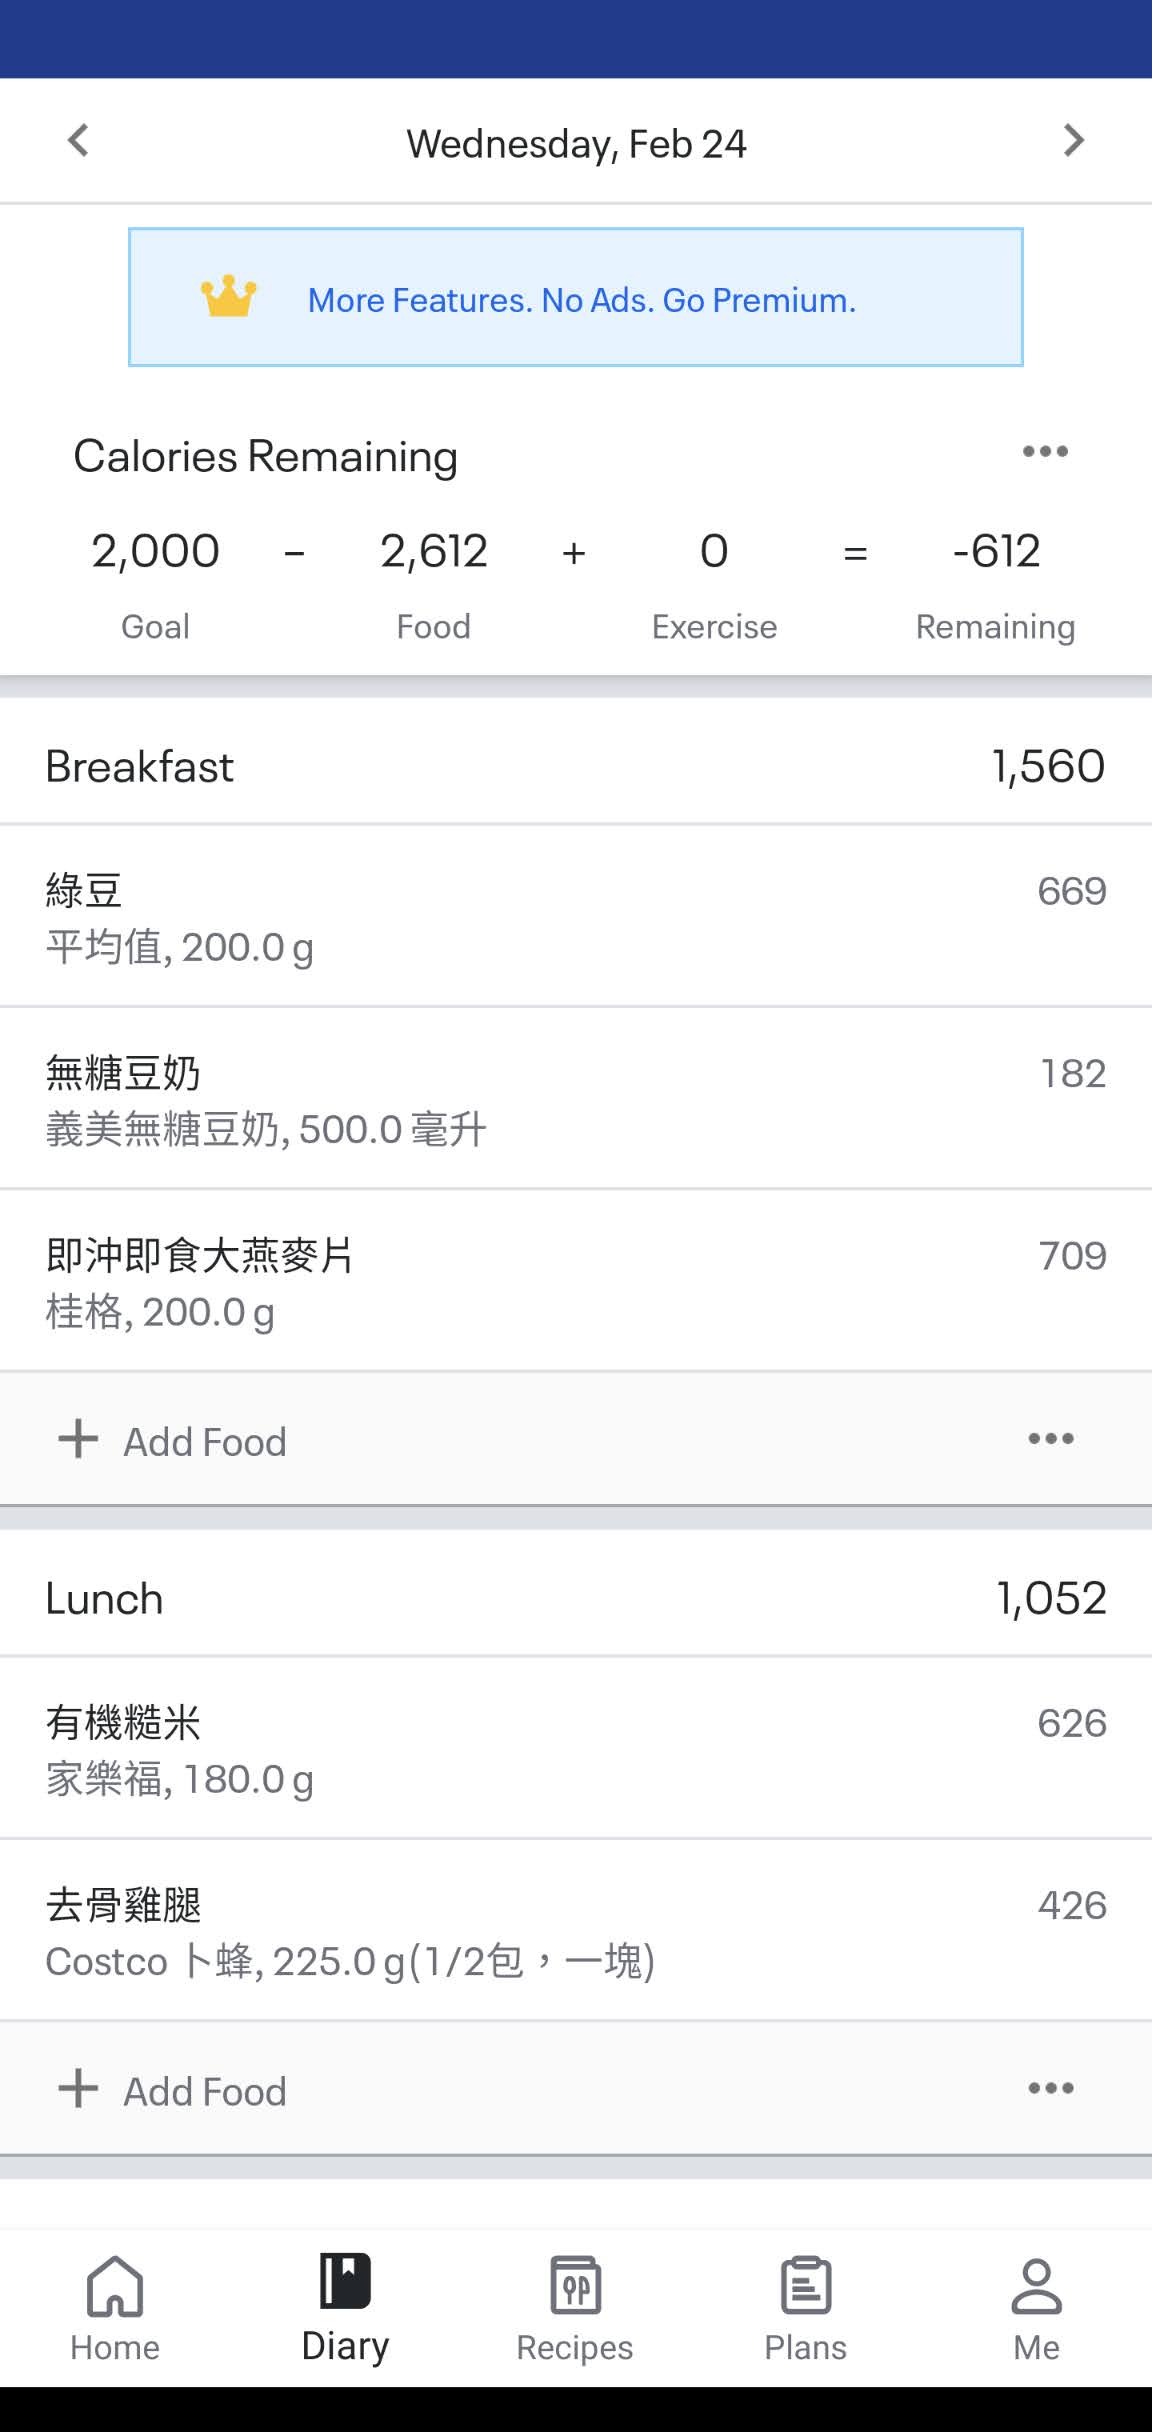 Wednesday, Feb 24
More Features. No Ads. Go Premium.
Calories Remaining
2,000 - 2,612 + 0 = -612
Goal Food Exercise Remaining
Breakfast 1,560
綠豆 669
平均值, 200.0 g
無糖豆奶 182
義美無糖豆奶, 500.0 毫升
即沖即食大燕麥片 709
桂格, 200.0 g
Add Food
Lunch 1,052
有機糙米 626
家樂福, 180.0 g
去骨雞腿 426
Costco 卜蜂, 225.0 g(1/2包，一塊)
Add Food
Home Diary Recipes Plans Me